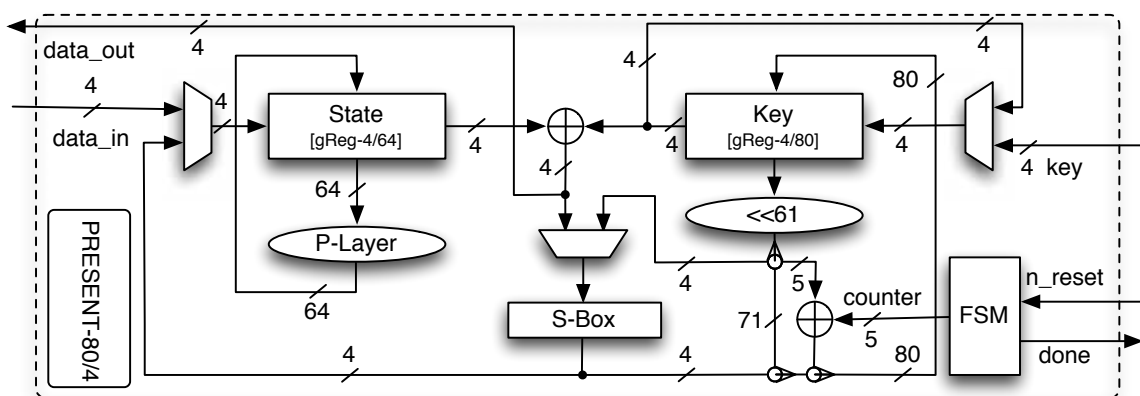 4
4
data_out
4
data_in
4
State
[gReg-4/64]
4
4
4
4
Key
[gReg-4/80]
80
4
4
4 key
64
P-Layer
64
<<61
4
5
PRESENT-80/4
S-Box
71
counter
5
FSM
n_reset
done
4
4
80